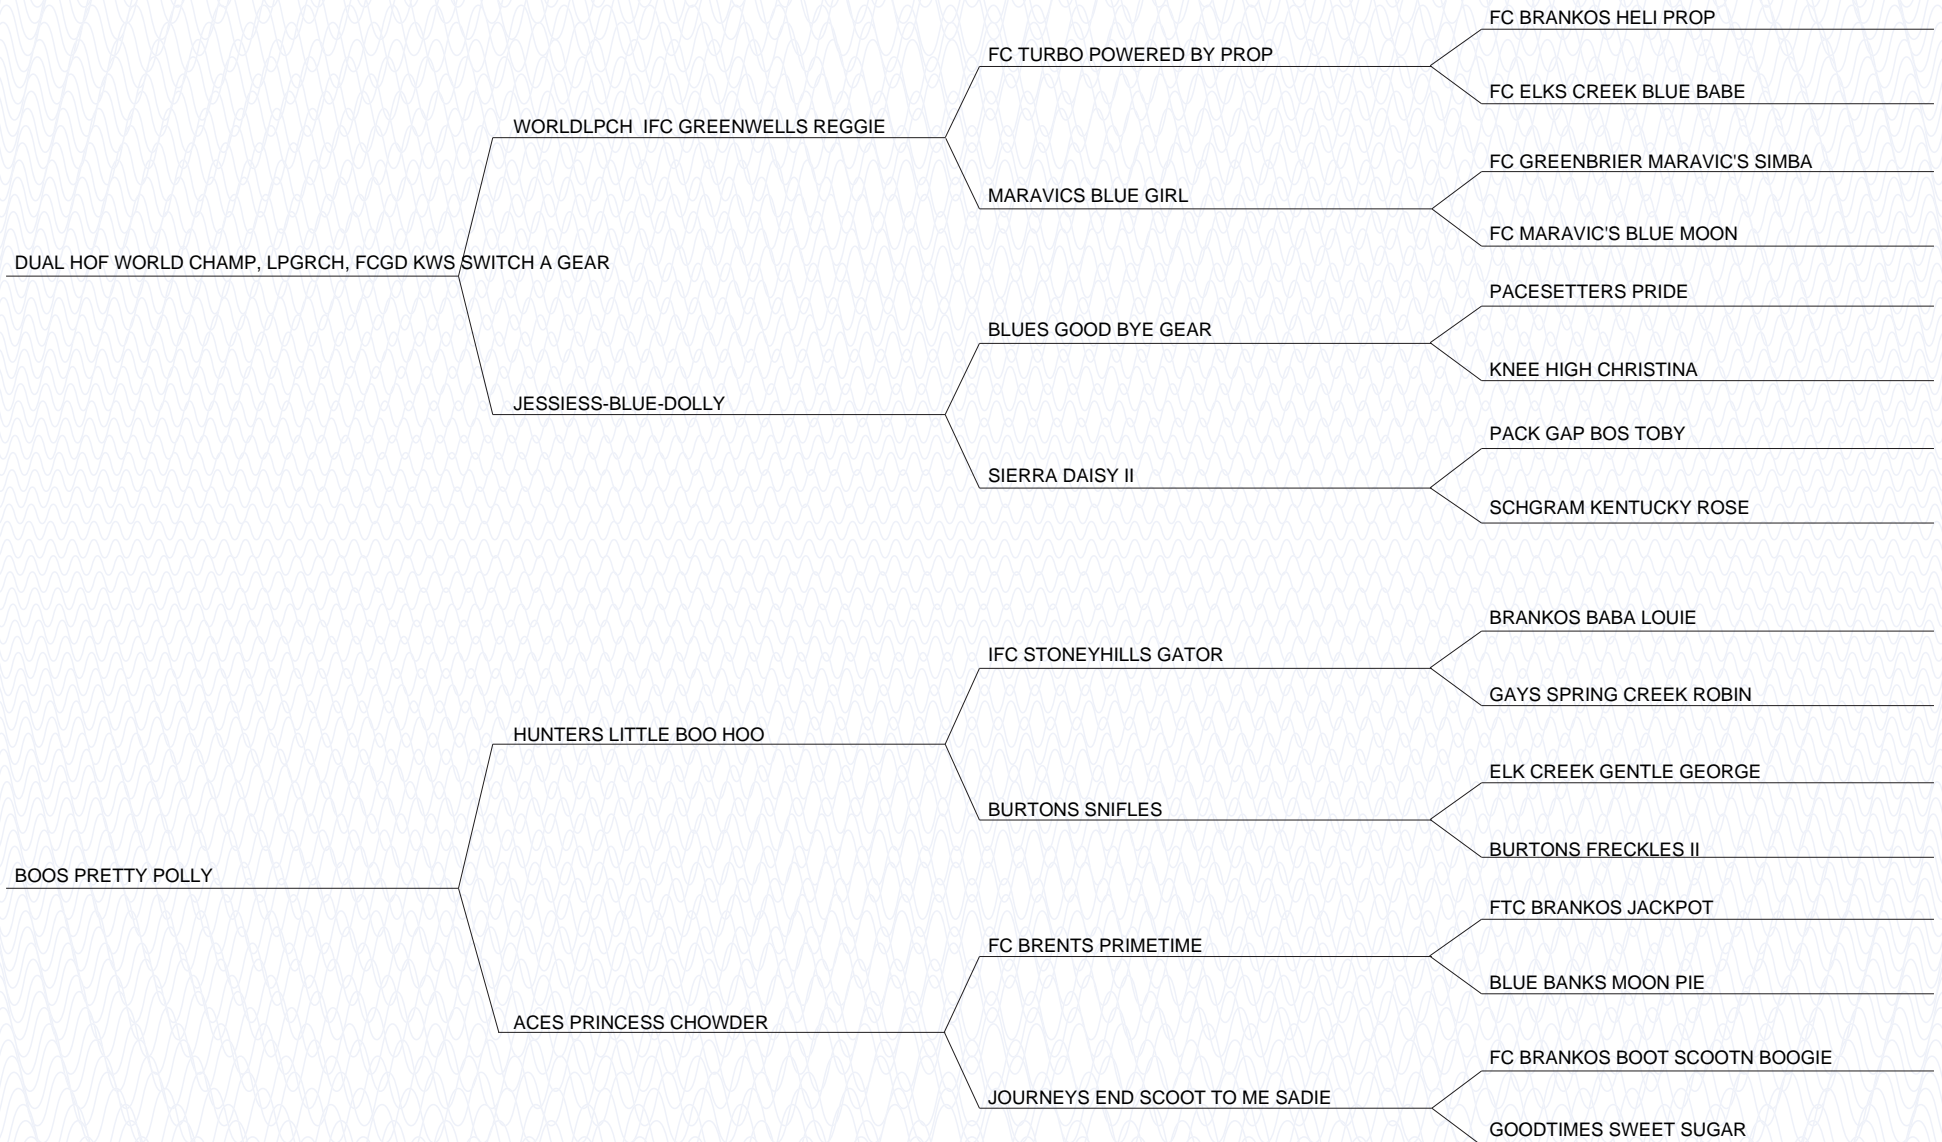 FC BRANKOS HELI PROP
FC TURBO POWERED BY PROP
FC ELKS CREEK BLUE BABE
WORLDLPCH  IFC GREENWELLS REGGIE
FC GREENBRIER MARAVIC'S SIMBA
MARAVICS BLUE GIRL
FC MARAVIC'S BLUE MOON
DUAL HOF WORLD CHAMP, LPGRCH, FCGD KWS SWITCH A GEAR
PACESETTERS PRIDE
BLUES GOOD BYE GEAR
KNEE HIGH CHRISTINA
JESSIESS-BLUE-DOLLY
PACK GAP BOS TOBY
SIERRA DAISY II
SCHGRAM KENTUCKY ROSE
BRANKOS BABA LOUIE
IFC STONEYHILLS GATOR
GAYS SPRING CREEK ROBIN
HUNTERS LITTLE BOO HOO
ELK CREEK GENTLE GEORGE
BURTONS SNIFLES
BURTONS FRECKLES II
BOOS PRETTY POLLY
FTC BRANKOS JACKPOT
FC BRENTS PRIMETIME
BLUE BANKS MOON PIE
ACES PRINCESS CHOWDER
FC BRANKOS BOOT SCOOTN BOOGIE
JOURNEYS END SCOOT TO ME SADIE
GOODTIMES SWEET SUGAR